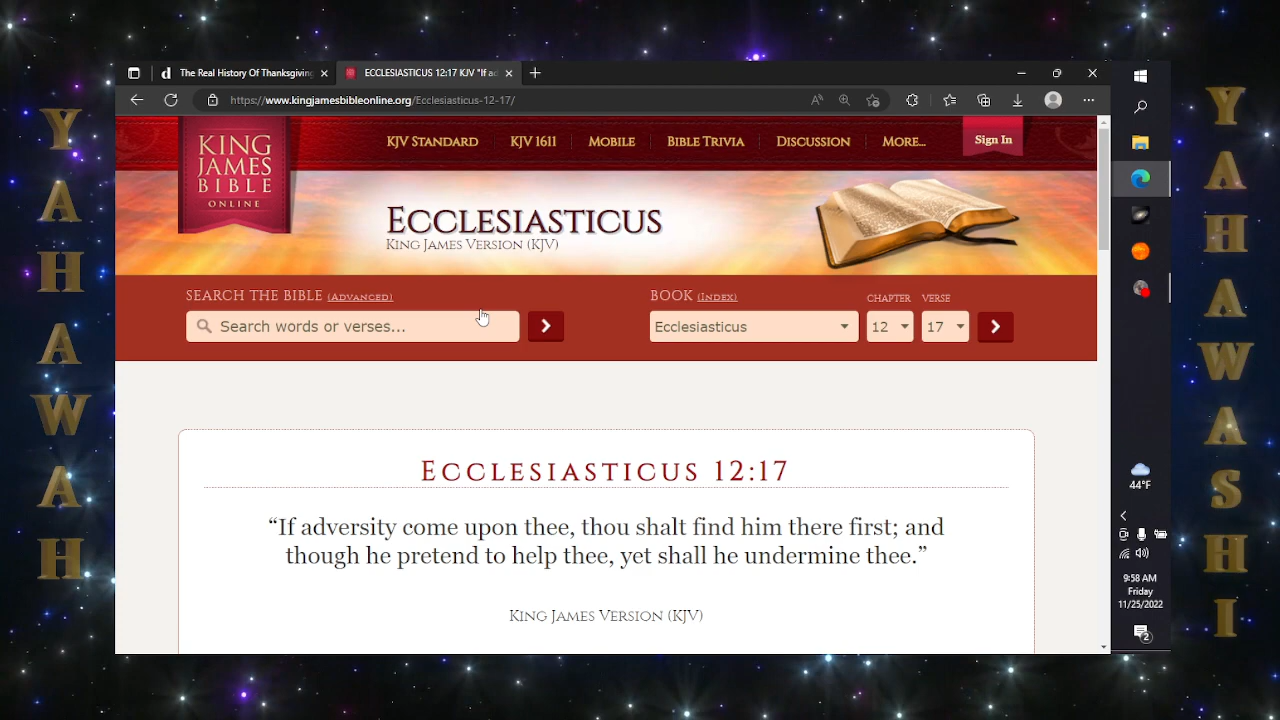 YAHAWAH
The Real History Of Thanksgiving
ECCLESIASTICUS 12:17 KJV "If ad
https://www.kingjamesbibleonline.org/Ecclesiasticus-12-17/
KING
JAMES
BIBLE
ONLINE
KJV STANDARD KJV 1611 MOBILE BIBLE TRIVIA DISCUSSION MORE... Sign In
ECCLESIASTICUS
KING JAMES VERSION (KJV)
SEARCH THE BIBLE (ADVANCED)
Search words or verses...
BOOK (INDEX) CHAPTER VERSE
Ecclesiasticus 12 17
ECCLESIASTICUS 12:17
“If adversity come upon thee, thou shalt find him there first; and
though he pretend to help thee, yet shall he undermine thee.”
KING JAMES VERSION (KJV)
44°F
9:58 AM
Friday
11/25/2022
2
YAHAWASHI